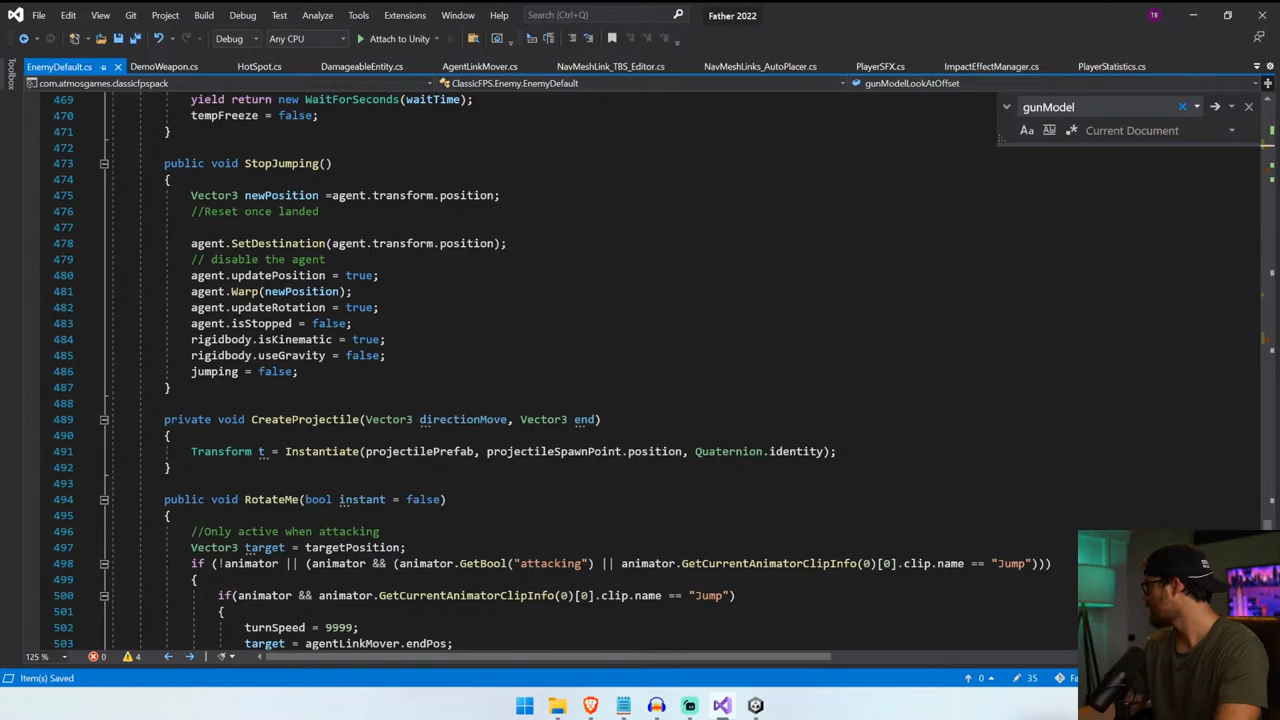 File Edit View Git Project Build Debug Test Analyze Tools Extensions Window Help Search (Ctrl+Q) Father 2022 TB
Debug Any CPU Attach to Unity
EnemyDefault.cs DemoWeapon.cs HotSpot.cs DamageableEntity.cs AgentLinkMover.cs NavMeshLink_TBS_Editor.cs NavMeshLinks_AutoPlacer.cs PlayerSFX.cs ImpactEffectManager.cs PlayerStatistics.cs
Toolbox
com.atmosgames.classicfpspack ClassicFPS.Enemy.EnemyDefault gunModelLookAtOffset
gunModel
Aa Current Document
469 yield return new WaitForSeconds(waitTime);
470 tempFreeze = false;
471 }
472
473 public void StopJumping()
474 {
475 Vector3 newPosition =agent.transform.position;
476 //Reset once landed
477
478 agent.SetDestination(agent.transform.position);
479 // disable the agent
480 agent.updatePosition = true;
481 agent.Warp(newPosition);
482 agent.updateRotation = true;
483 agent.isStopped = false;
484 rigidbody.isKinematic = true;
485 rigidbody.useGravity = false;
486 jumping = false;
487 }
488
489 private void CreateProjectile(Vector3 directionMove, Vector3 end)
490 {
491 Transform t = Instantiate(projectilePrefab, projectileSpawnPoint.position, Quaternion.identity);
492 }
493
494 public void RotateMe(bool instant = false)
495 {
496 //Only active when attacking
497 Vector3 target = targetPosition;
498 if (!animator || (animator && (animator.GetBool("attacking") || animator.GetCurrentAnimatorClipInfo(0)[0].clip.name == "Jump")))
499 {
500 if(animator && animator.GetCurrentAnimatorClipInfo(0)[0].clip.name == "Jump")
501 {
502 turnSpeed = 9999;
503 target = agentLinkMover.endPos;
125 % 0 4
Item(s) Saved 0 35 Fa